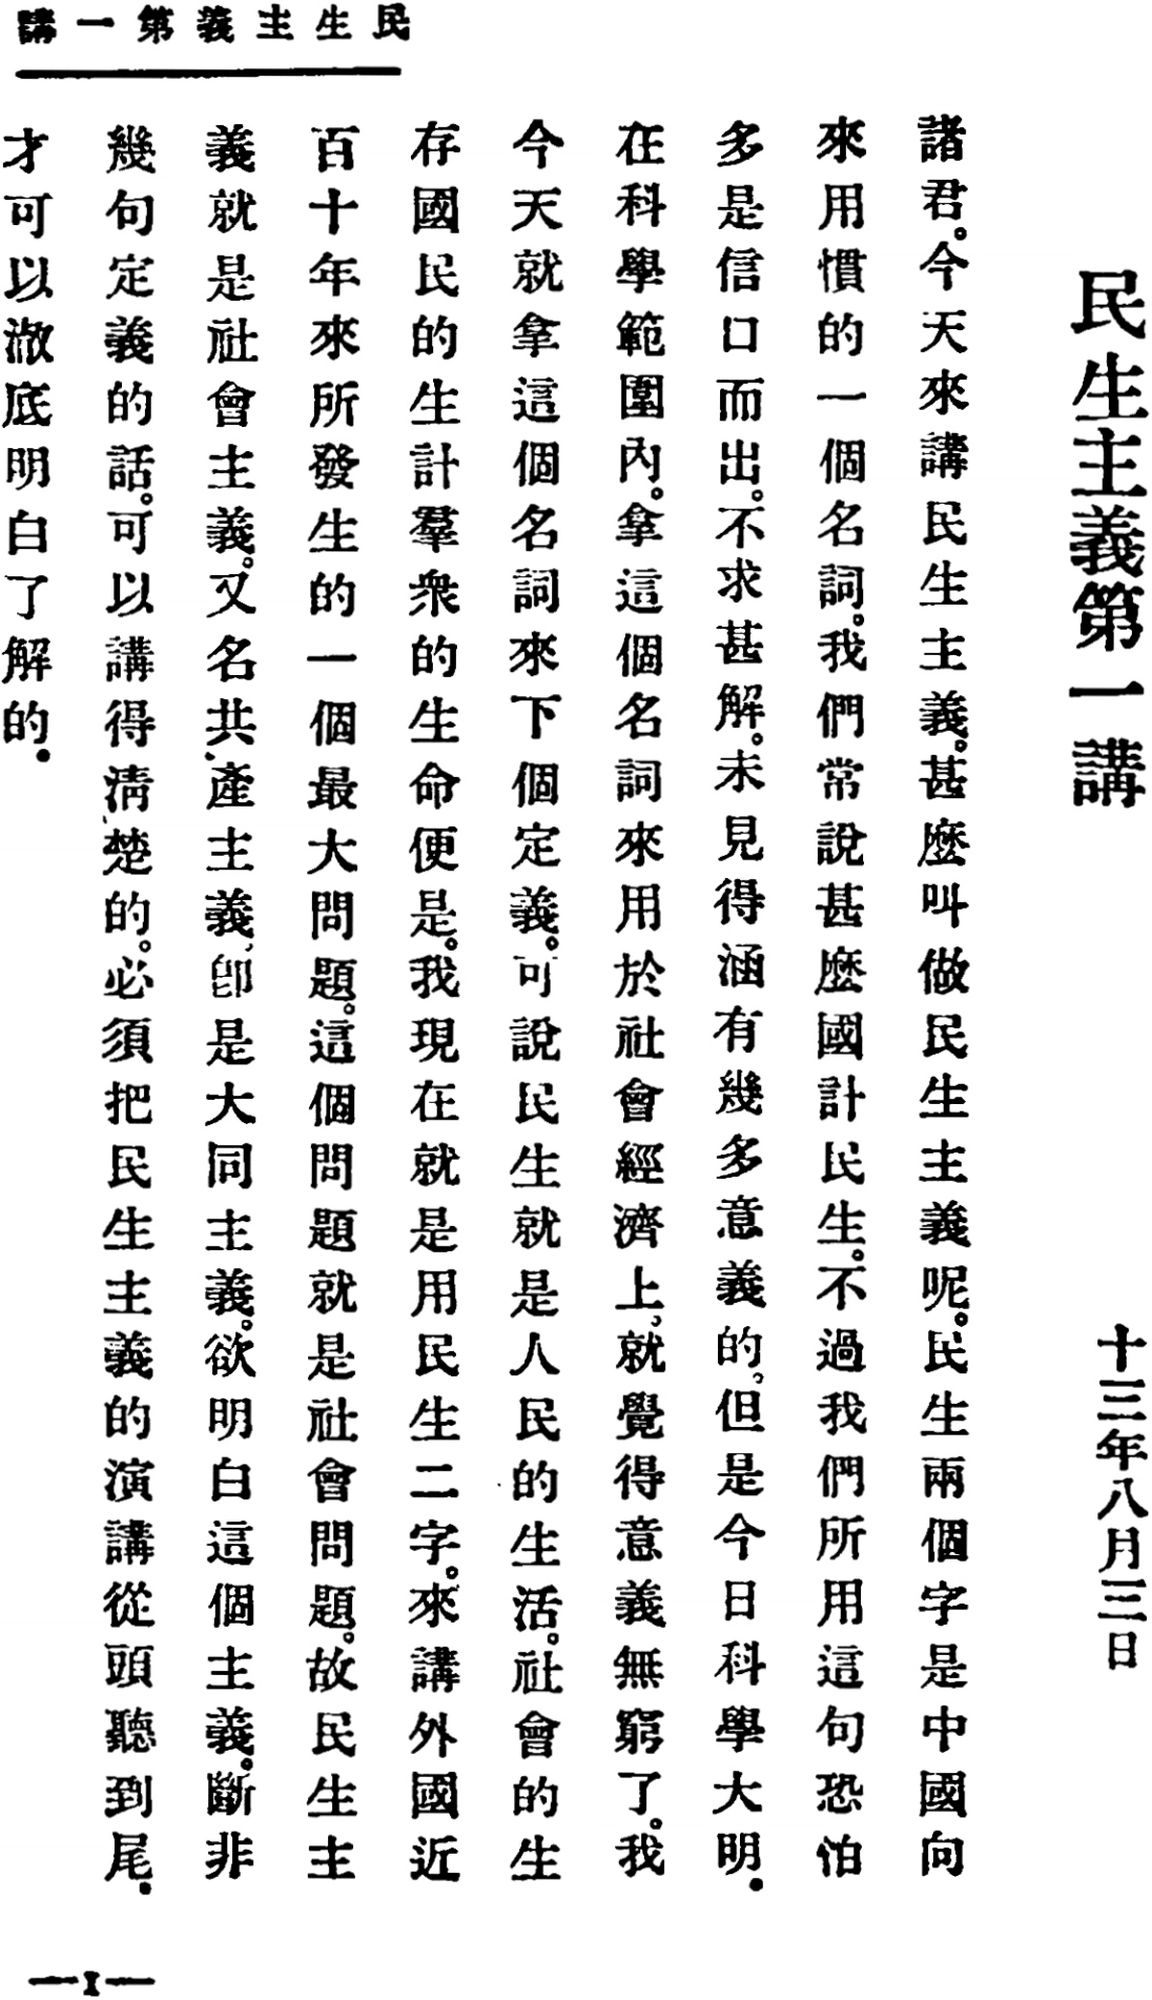 民生主義第一講
民生主義第一講
十三年八月三日
諸君。今天來講民生主義。甚麽叫做民生主義呢。民生兩個字是中國向
來用慣的一個名詞。我們常說甚麽國計民生。不過我們所用這句恐怕
多是信口而出。不求甚解。未見得涵有幾多意義的,但是今日科學大明。
在科學範圍內。拿這個名詞來用於社會經濟上,就覺得意義無窮了。我
今天就拿這個名詞來下個定義。可說民生就是人民的生活。社會的生
存國民的生計羣衆的生命便是。我現在就是用民生二字。來講外國近
百十年來所發生的一個最大問題。這個問題就是社會問題。故民生主
義就是社會主義。又名共產主義,卽是大同主義。欲明白這個主義。斷非
幾句定義的話。可以講得淸楚的。必須把民生主義的演講從頭聽到尾。
才可以澈底明白了解的。
—1—